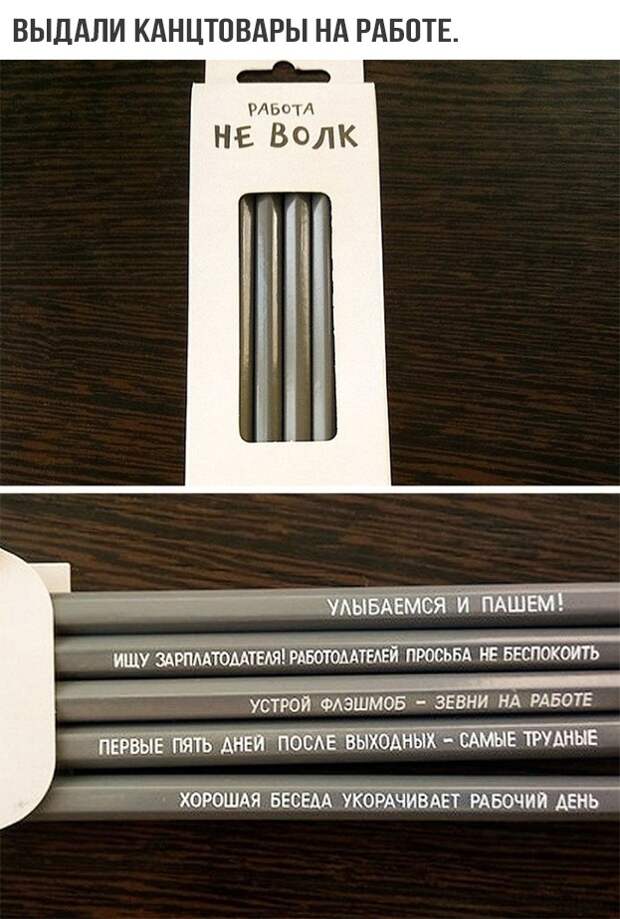 ВЫДАЛИ КАНЦТОВАРЫ НА РАБОТЕ.
РАБОТА
НЕ ВОЛК
УЛЫБАЕМСЯ И ПАШЕМ!
ИЩУ ЗАРПЛАТОДАТЕЛЯ! РАБОТОДАТЕЛЕЙ ПРОСЬБА НЕ БЕСПОКОИТЬ
УСТРОЙ ФЛЭШМОБ - ЗЕВНИ НА РАБОТЕ
ПЕРВЫЕ ПЯТЬ ДНЕЙ ПОСЛЕ ВЫХОДНЫХ - САМЫЕ ТРУДНЫЕ
ХОРОШАЯ БЕСЕДА УКОРАЧИВАЕТ РАБОЧИЙ ДЕНЬ